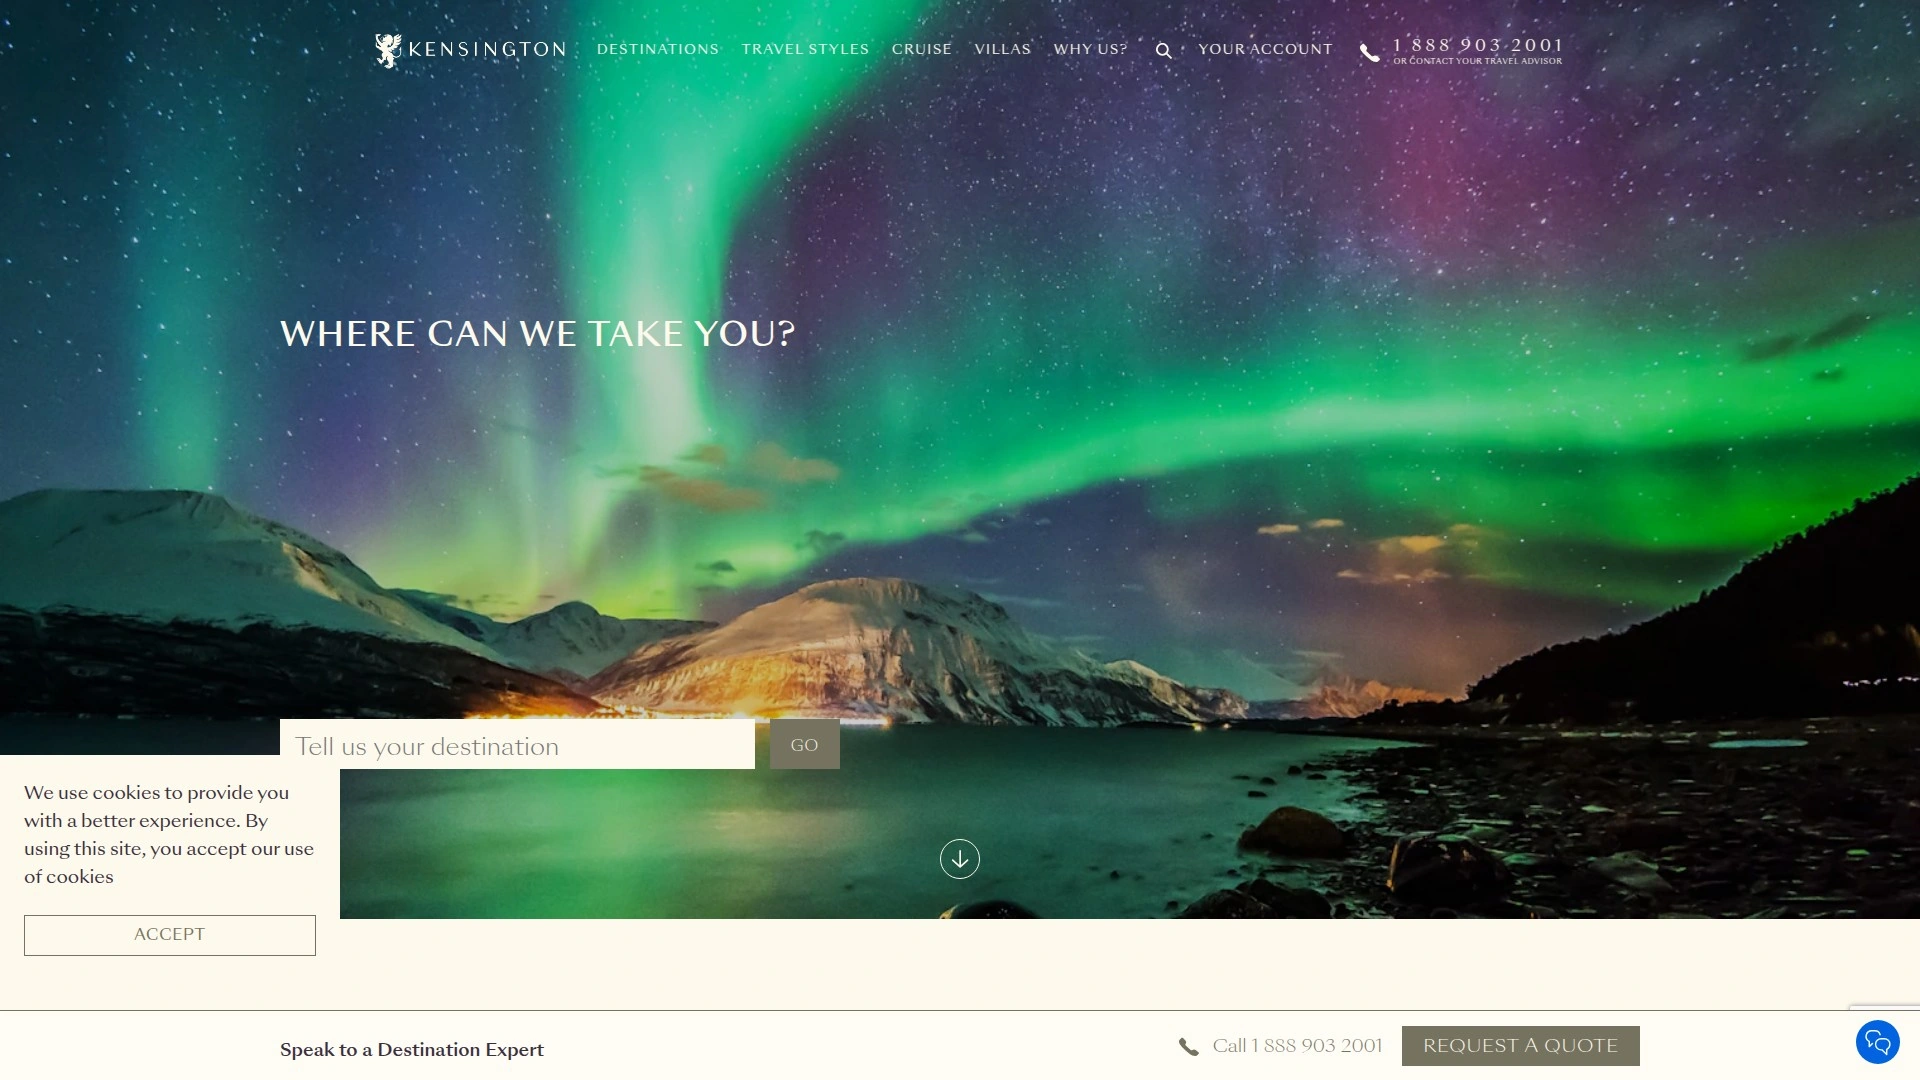 KENSINGTON
DESTINATIONS
TRAVEL STYLES
CRUISE
VILLAS
WHY US?
YOUR ACCOUNT
1 888 903 2001
OR CONTACT YOUR TRAVEL ADVISOR
WHERE CAN WE TAKE YOU?
Tell us your destination
GO
We use cookies to provide you
with a better experience. By
using this site, you accept our use
of cookies
ACCEPT
Speak to a Destination Expert
Call 1 888 903 2001
REQUEST A QUOTE